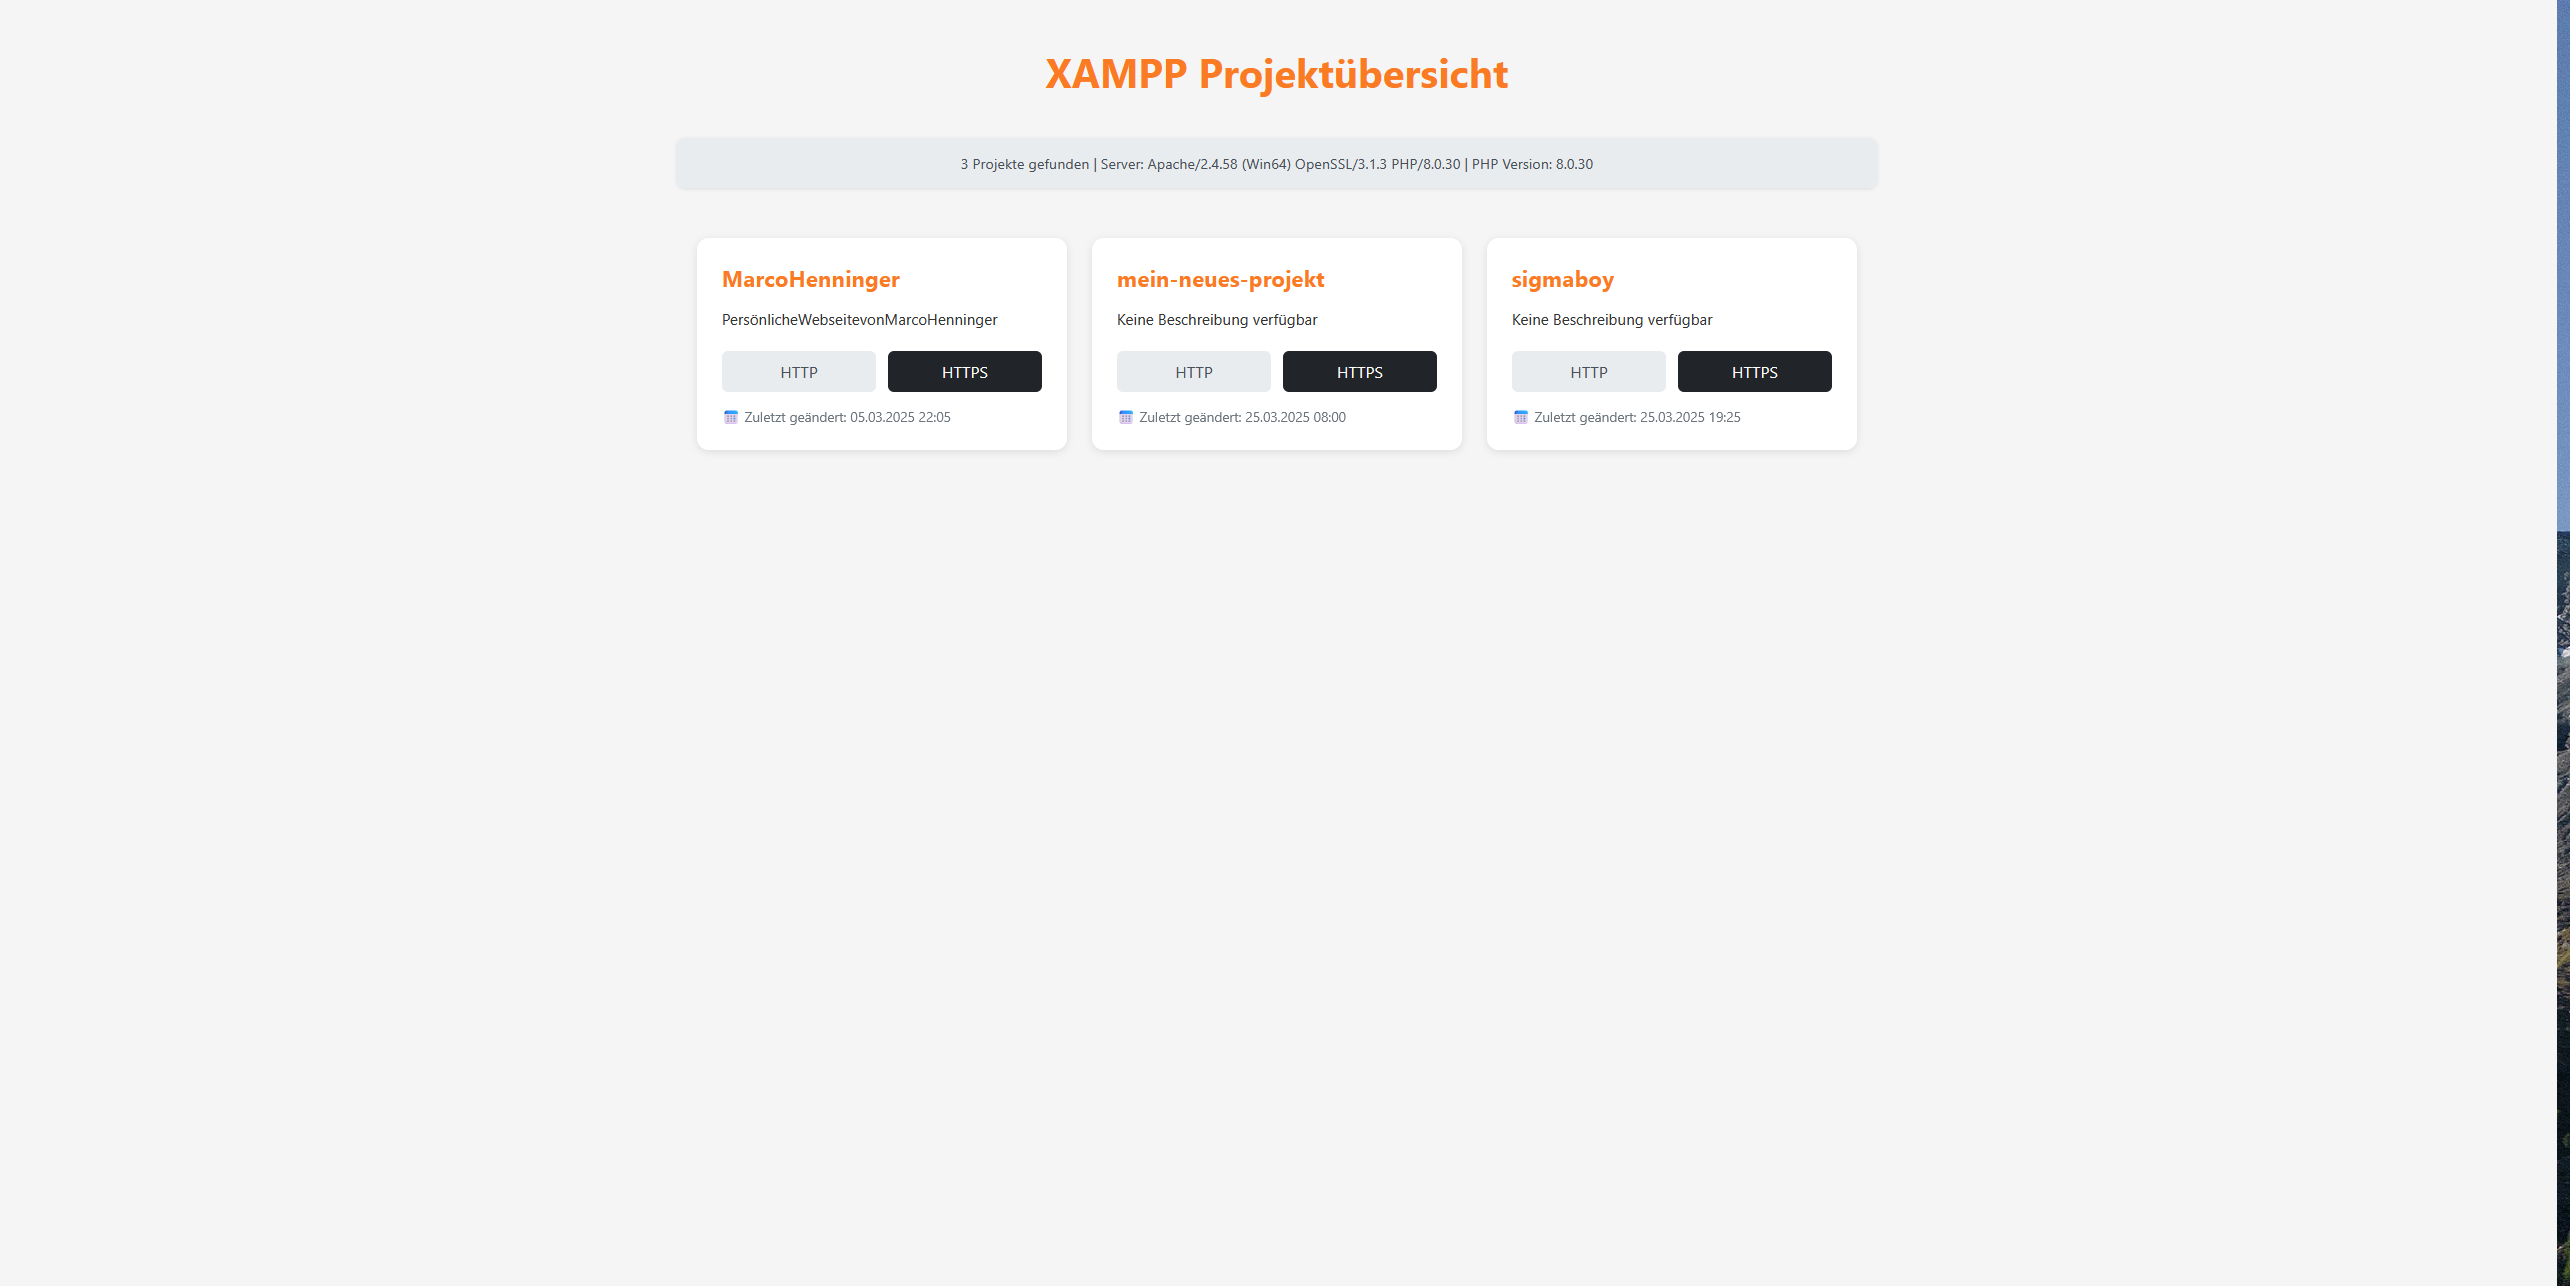 XAMPP Projektübersicht
3 Projekte gefunden | Server: Apache/2.4.58 (Win64) OpenSSL/3.1.3 PHP/8.0.30 | PHP Version: 8.0.30
MarcoHenninger
PersönlicheWebseitevonMarcoHenninger
HTTP HTTPS
Zuletzt geändert: 05.03.2025 22:05
mein-neues-projekt
Keine Beschreibung verfügbar
HTTP HTTPS
Zuletzt geändert: 25.03.2025 08:00
sigmaboy
Keine Beschreibung verfügbar
HTTP HTTPS
Zuletzt geändert: 25.03.2025 19:25